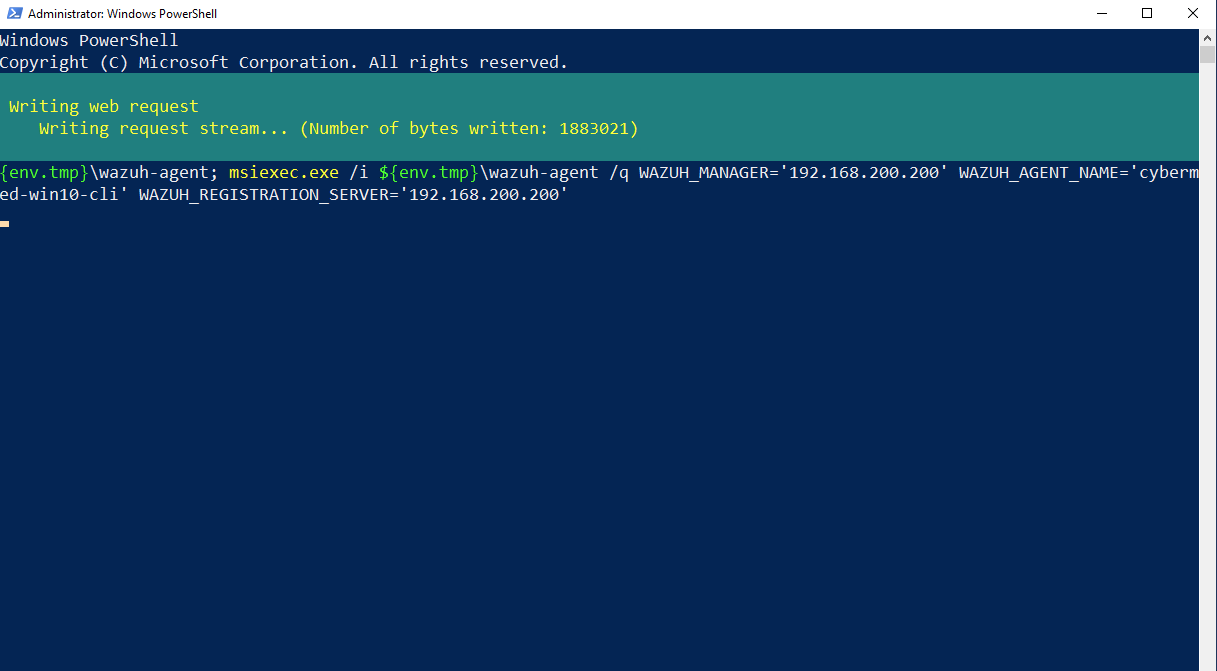 Administrator: Windows PowerShell
Windows PowerShell
Copyright (C) Microsoft Corporation. All rights reserved.
Writing web request
Writing request stream... (Number of bytes written: 1883021)
{env.tmp}\wazuh-agent; msiexec.exe /i ${env.tmp}\wazuh-agent /q WAZUH_MANAGER='192.168.200.200' WAZUH_AGENT_NAME='cyberm
ed-win10-cli' WAZUH_REGISTRATION_SERVER='192.168.200.200'